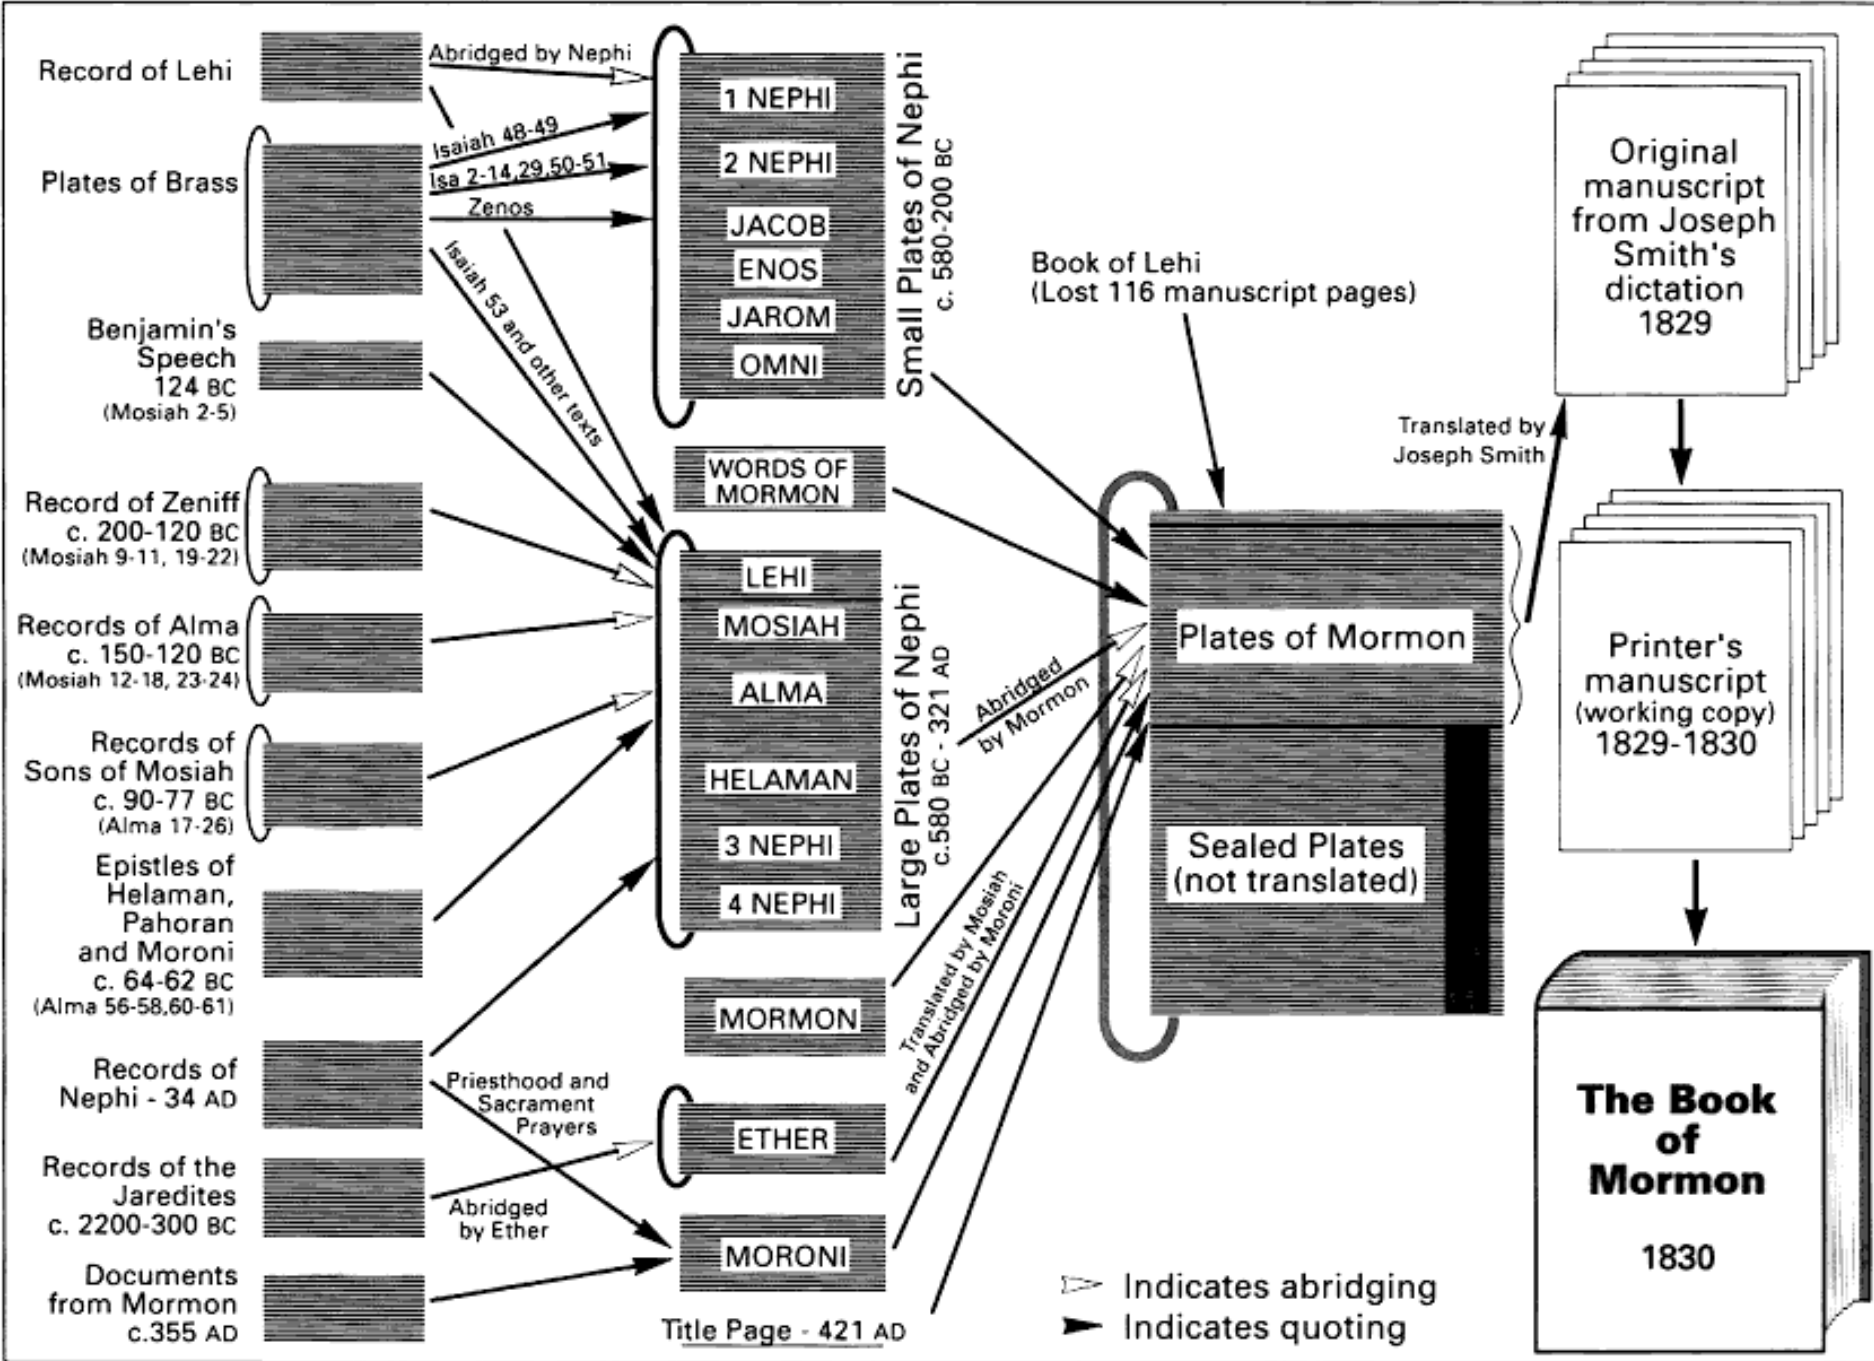 Record of Lehi
Plates of Brass
Benjamin's
Speech
124 BC
(Mosiah 2-5)
Record of Zeniff
c. 200-120 BC
(Mosiah 9-11, 19-22)
Records of Alma
c. 150-120 BC
(Mosiah 12-18, 23-24)
Records of
Sons of Mosiah
c. 90-77 BC
(Alma 17-26)
Epistles of
Helaman,
Pahoran
and Moroni
c. 64-62 BC
(Alma 56-58,60-61)
Records of
Nephi - 34 AD
Records of the
Jaredites
c. 2200-300 BC
Documents
from Mormon
c.355 AD
Abridged by Nephi
Isaiah 48-49
Isa 2-14,29,50-51
Zenos
Isaiah 53 and other texts
Priesthood and
Sacrament
Prayers
Abridged
by Ether
1 NEPHI
2 NEPHI
JACOB
ENOS
JAROM
OMNI
Small Plates of Nephi
c. 580-200 BC
WORDS OF
MORMON
LEHI
MOSIAH
ALMA
HELAMAN
3 NEPHI
4 NEPHI
Large Plates of Nephi
c.580 BC - 321 AD
MORMON
ETHER
MORONI
Title Page - 421 AD
Abridged
by Mormon
Translated by Mosiah
and Abridged by Moroni
Book of Lehi
(Lost 116 manuscript pages)
Plates of Mormon
Sealed Plates
(not translated)
Indicates abridging
Indicates quoting
Translated by
Joseph Smith
Original
manuscript
from Joseph
Smith's
dictation
1829
Printer's
manuscript
(working copy)
1829-1830
The Book
of
Mormon
1830